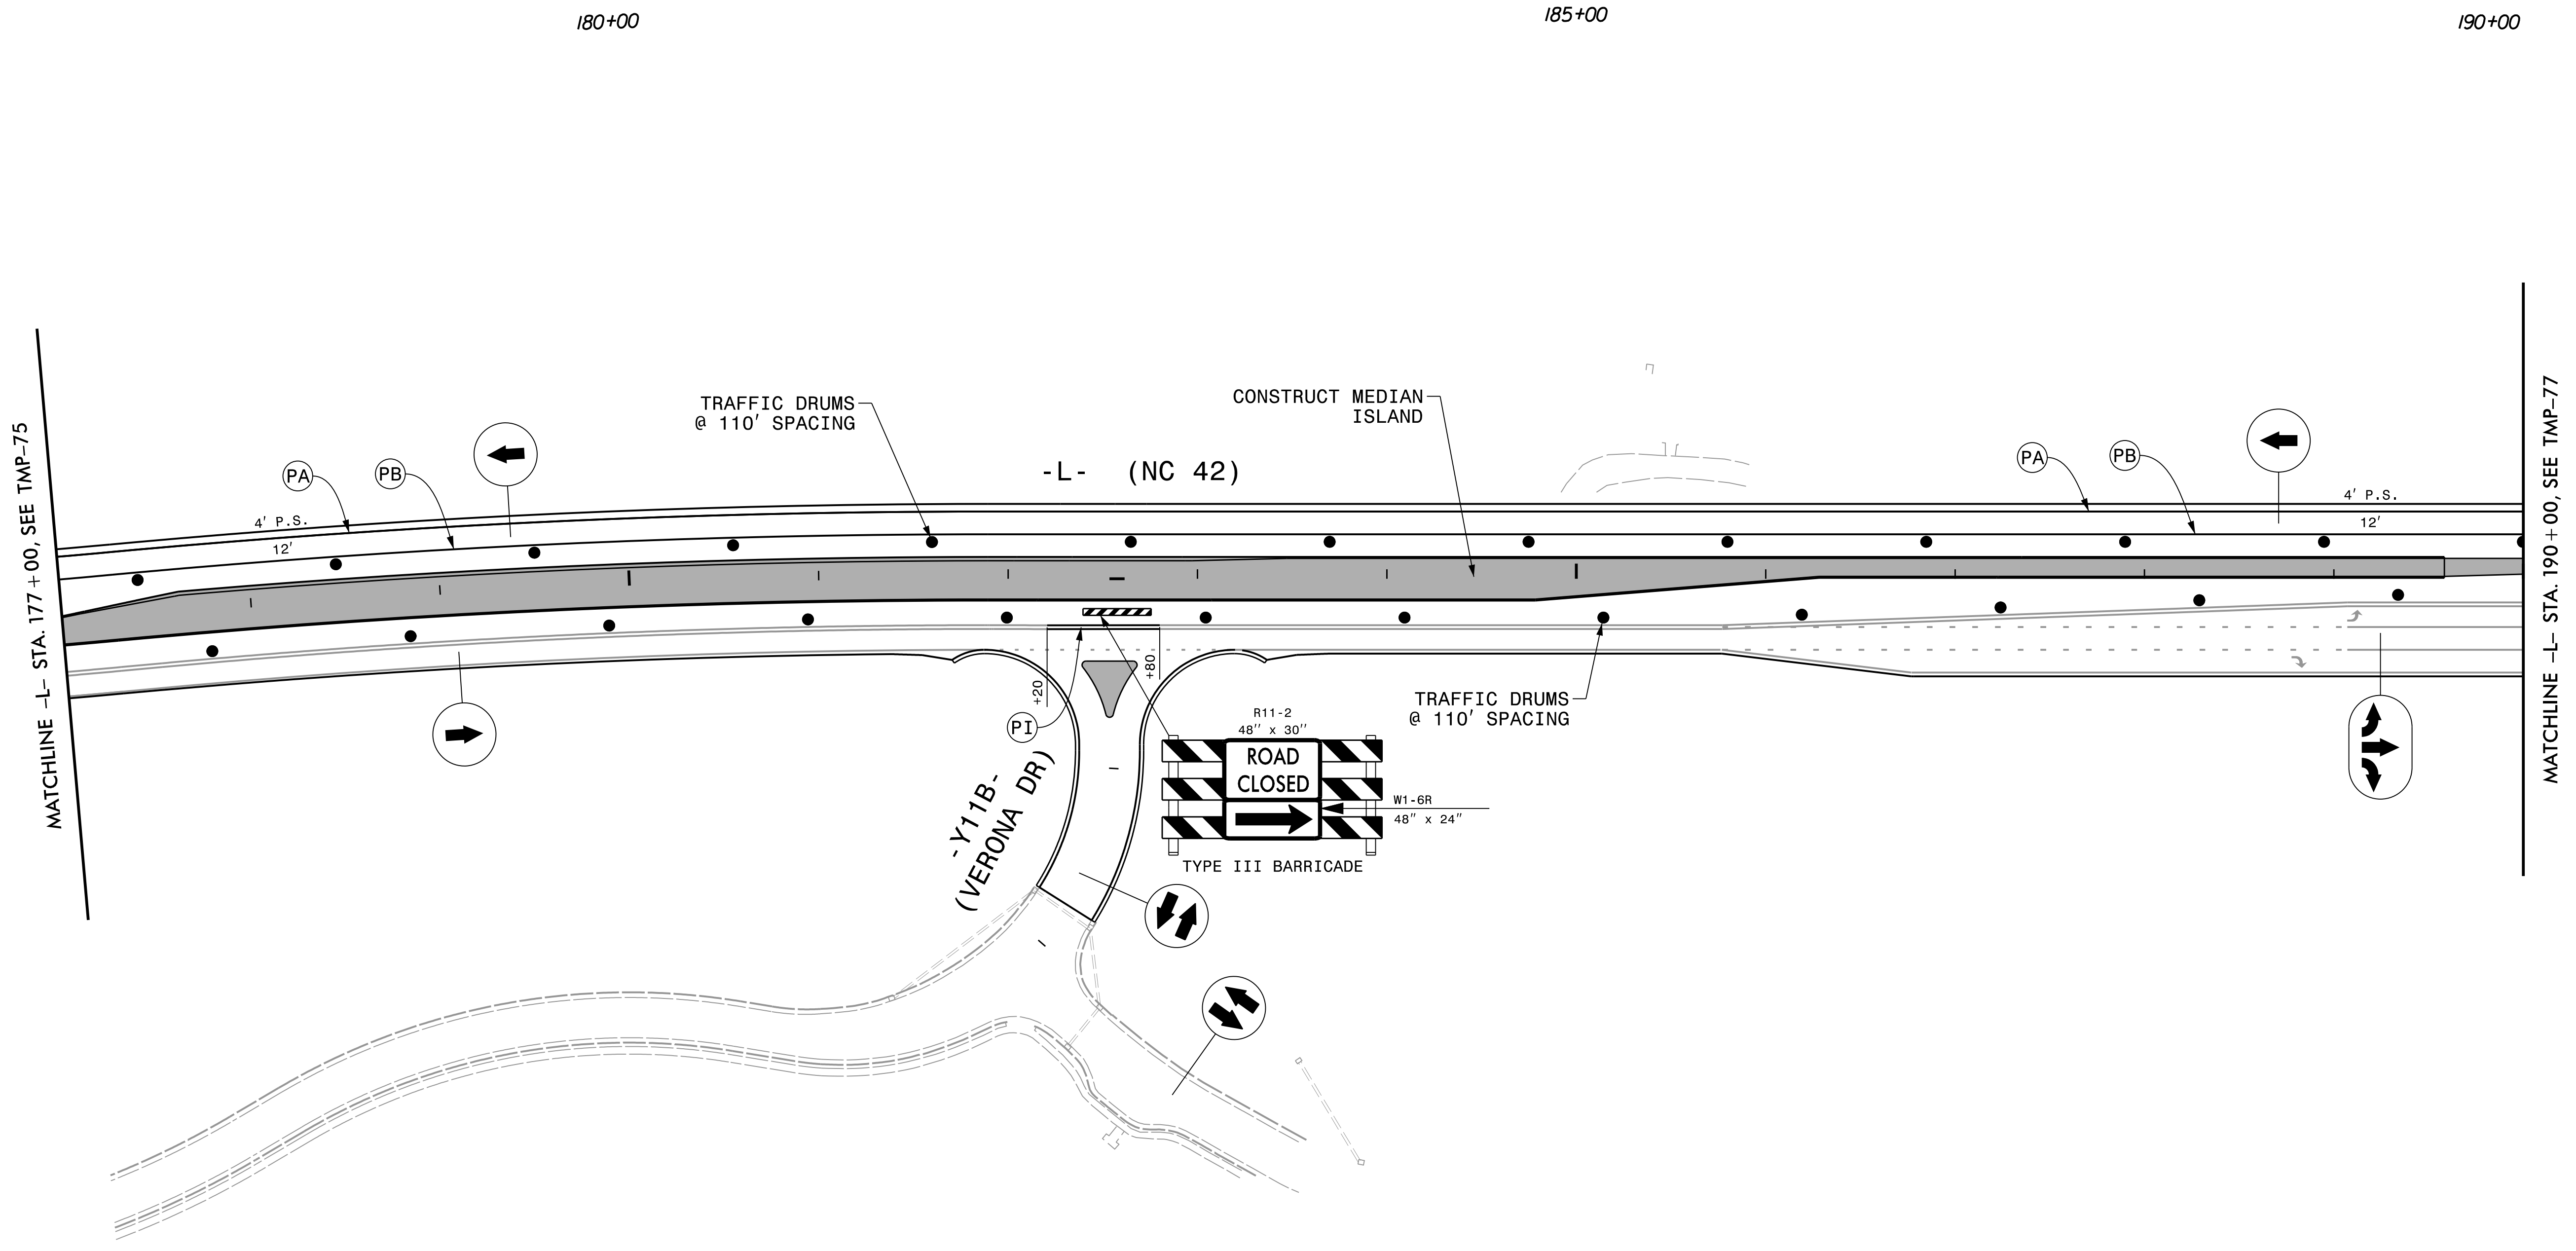 180+00
185+00
190+00
MATCHLINE -L- STA. 177+00, SEE TMP-75
TRAFFIC DRUMS
@ 110' SPACING
CONSTRUCT MEDIAN
ISLAND
-L- (NC 42)
PA
PB
PA
PB
4' P.S.
12'
4' P.S.
12'
MATCHLINE -L- STA. 190+00, SEE TMP-77
+20
+80
PI
TRAFFIC DRUMS
@ 110' SPACING
R11-2
48" x 30"
ROAD
CLOSED
W1-6R
48" x 24"
TYPE III BARRICADE
-Y11B-
(VERONA DR)